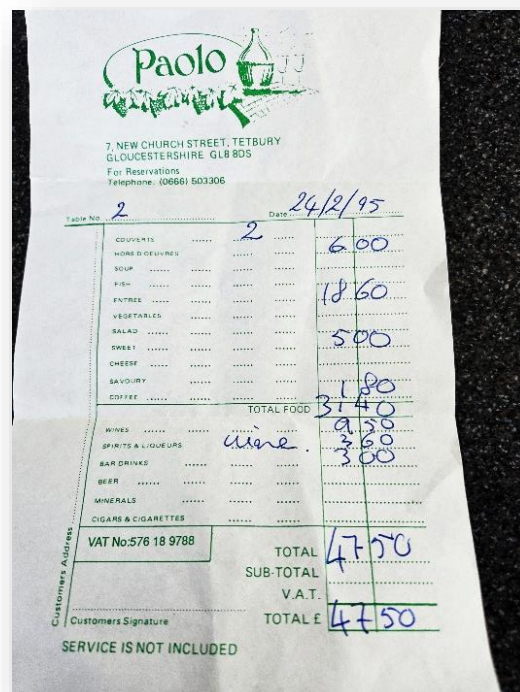 Paolo
7, NEW CHURCH STREET, TETBURY
GLOUCESTERSHIRE GL8 8DS
For Reservations
Telephone: (0666) 503306
Table No. 2 Date 24/2/95
COUVERTS 2
HORS D'OEUVRES 6 00
SOUP
FISH
ENTREE 18 60
VEGETABLES
SALAD
SWEET 5 00
CHEESE
SAVOURY
COFFEE 1 80
TOTAL FOOD 31 40
WINES 9 50
SPIRITS & LIQUEURS wine. 3 60
BAR DRINKS 3 00
BEER
MINERALS
CIGARS & CIGARETTES
VAT No:576 18 9788
TOTAL 47 50
SUB-TOTAL
V.A.T.
TOTAL £ 47 50
Customers Address
Customers Signature
SERVICE IS NOT INCLUDED